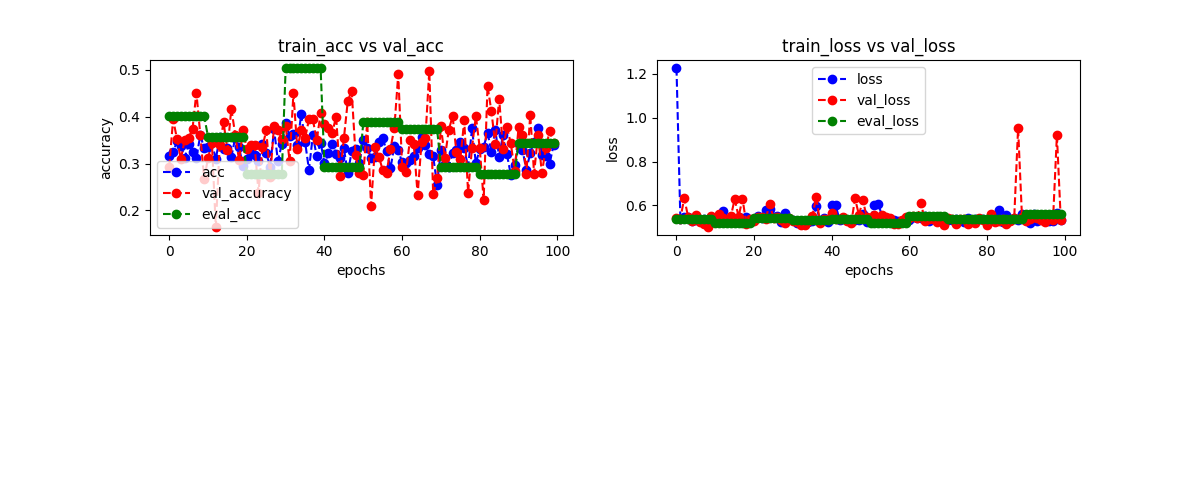 train_acc vs val_acc
accuracy
0.5
0.4
0.3
0.2
acc
val_accuracy
eval_acc
0 20 40 60 80 100
epochs
train_loss vs val_loss
loss
1.2
1.0
0.8
0.6
loss
val_loss
eval_loss
0 20 40 60 80 100
epochs